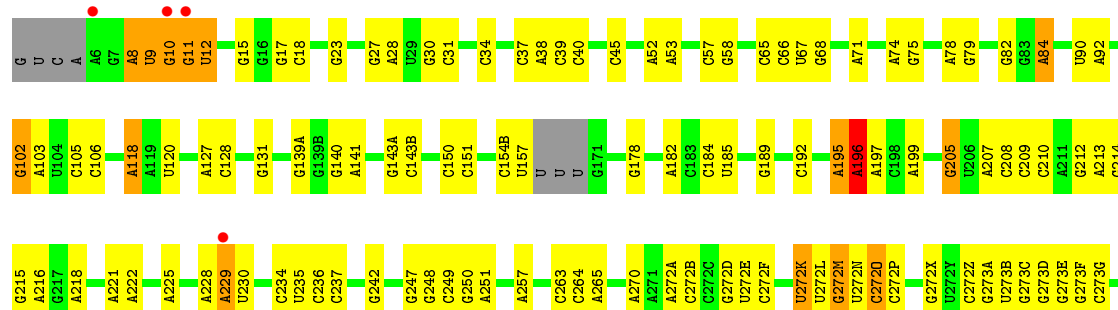 G U C A A6 G7 A8 U9 G10 G11 U12 G15 G16 G17 C18 G23 G27 A28 U29 G30 C31 C34 C37 A38 C39 C40 C45 A52 A53 C57 G58 C65 C66 U67 G68 A71 A74 G75 A78 G79 G82 G83 A84 U90 A92
G102 A103 U104 C105 C106 A118 A119 U120 A127 C128 G131 G139A G139B G140 A141 G143A C143B C150 C151 C154B U157 U U U G171 G178 A182 C183 C184 U185 G189 C192 A195 A196 A197 C198 A199 G205 U206 A207 C208 C209 C210 A211 G212 A213
G215 A216 G217 A218 A221 A222 A225 A228 A229 U230 C234 U235 C236 C237 G242 G247 G248 C249 G250 A251 A257 C263 C264 A265 A270 A271 A272A C272B C272C G272D U272E C272F U272K U272L G272M U272N C272O C272P G272X U272Y C272Z G273A U273B G273C G273D G273E G273F C273G